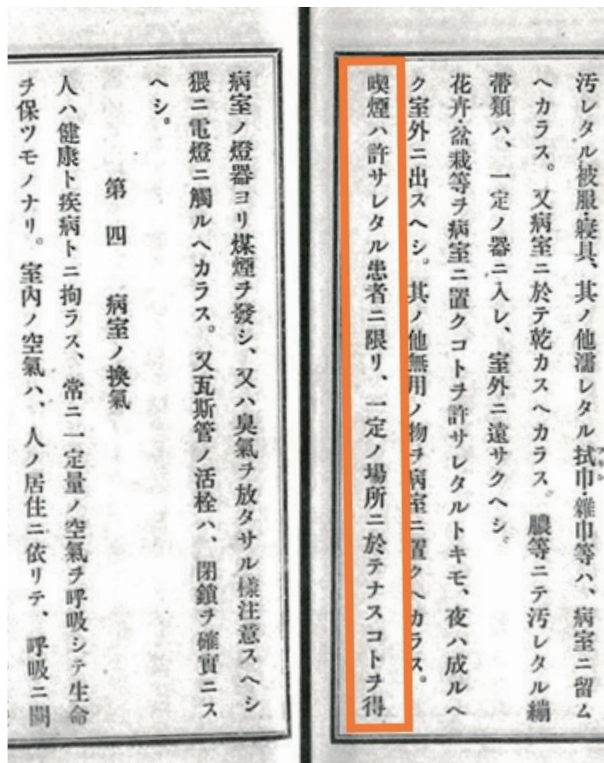 汚レタル被服・寢具、其ノ他濡レタル拭巾・雜巾等ハ、病室ニ留ム
ヘカラス。又病室ニ於テ乾カスヘカラス。膿等ニテ汚レタル繃
帶類ハ、一定ノ器ニ入レ、室外ニ遠サクヘシ。
花卉・盆栽等ヲ病室ニ置クコトヲ許サレタルトキモ、夜ハ成ルヘ
ク室外ニ出スヘシ。其ノ他無用ノ物ヲ病室ニ置クヘカラス。
喫煙ハ許サレタル患者ニ限リ、一定ノ場所ニ於テナスコトヲ得
病室ノ燈器ヨリ煤煙ヲ發シ、又ハ臭氣ヲ放タサル樣注意スヘシ
猥ニ電燈ニ觸ルヘカラス。又瓦斯管ノ活栓ハ、閉鎖ヲ確實ニス
ヘシ。
第四 病室ノ換氣
人ハ健康ト疾病トニ拘ラス、常ニ一定量ノ空氣ヲ呼吸シテ生命
ヲ保ツモノナリ。室內ノ空氣ハ、人ノ居住ニ依リテ、呼吸ニ關